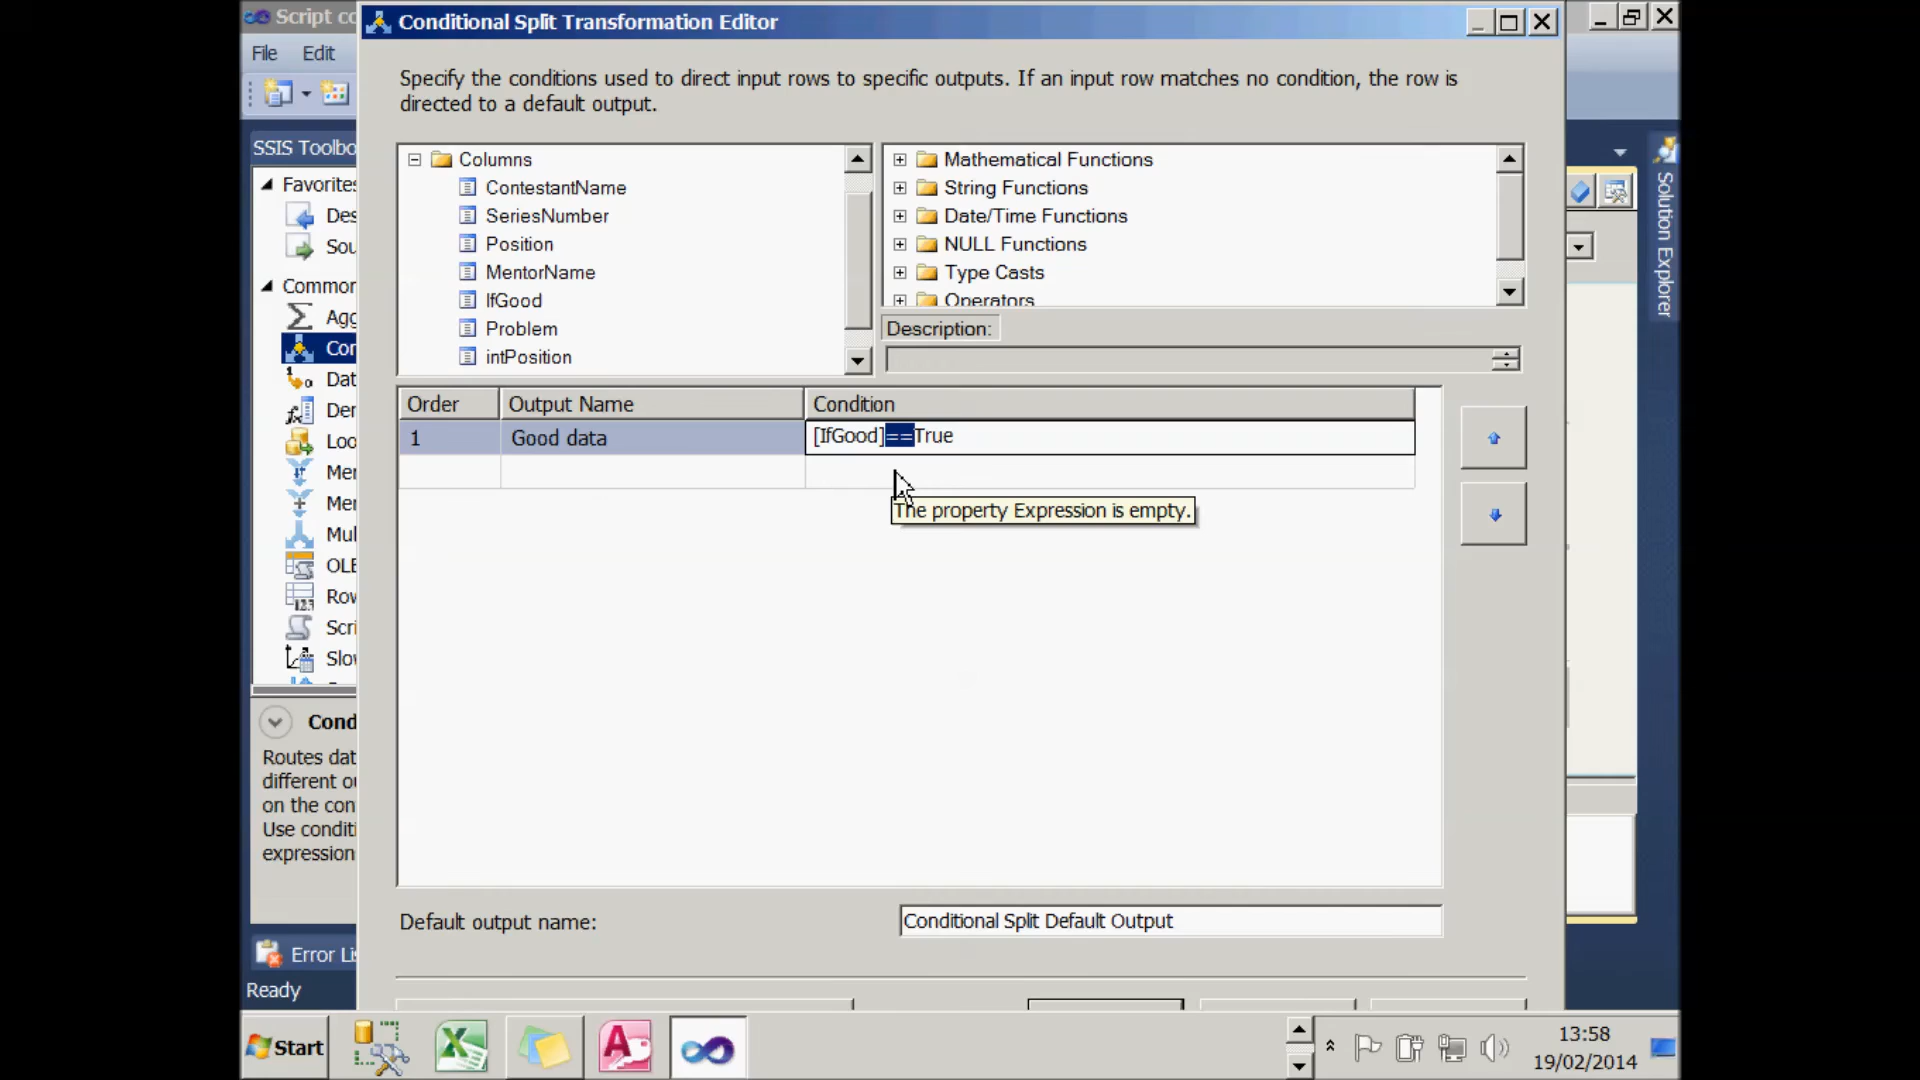 Script co
Conditional Split Transformation Editor
File Edit
Specify the conditions used to direct input rows to specific outputs. If an input row matches no condition, the row is
directed to a default output.
SSIS Toolbo
Favorites
Des
Sou
Commor
Agg
Cor
Dat
Der
Loo
Mer
Mer
Mul
OLE
Row
Scri
Slov
Columns
ContestantName
SeriesNumber
Position
MentorName
IfGood
Problem
intPosition
Mathematical Functions
String Functions
Date/Time Functions
NULL Functions
Type Casts
Operators
Description:
Solution Explorer
Order Output Name Condition
1 Good data [IfGood]==True
The property Expression is empty.
Cond
Routes dat
different ou
on the con
Use conditi
expression
Default output name: Conditional Split Default Output
Error Li
Ready
Start
13:58
19/02/2014